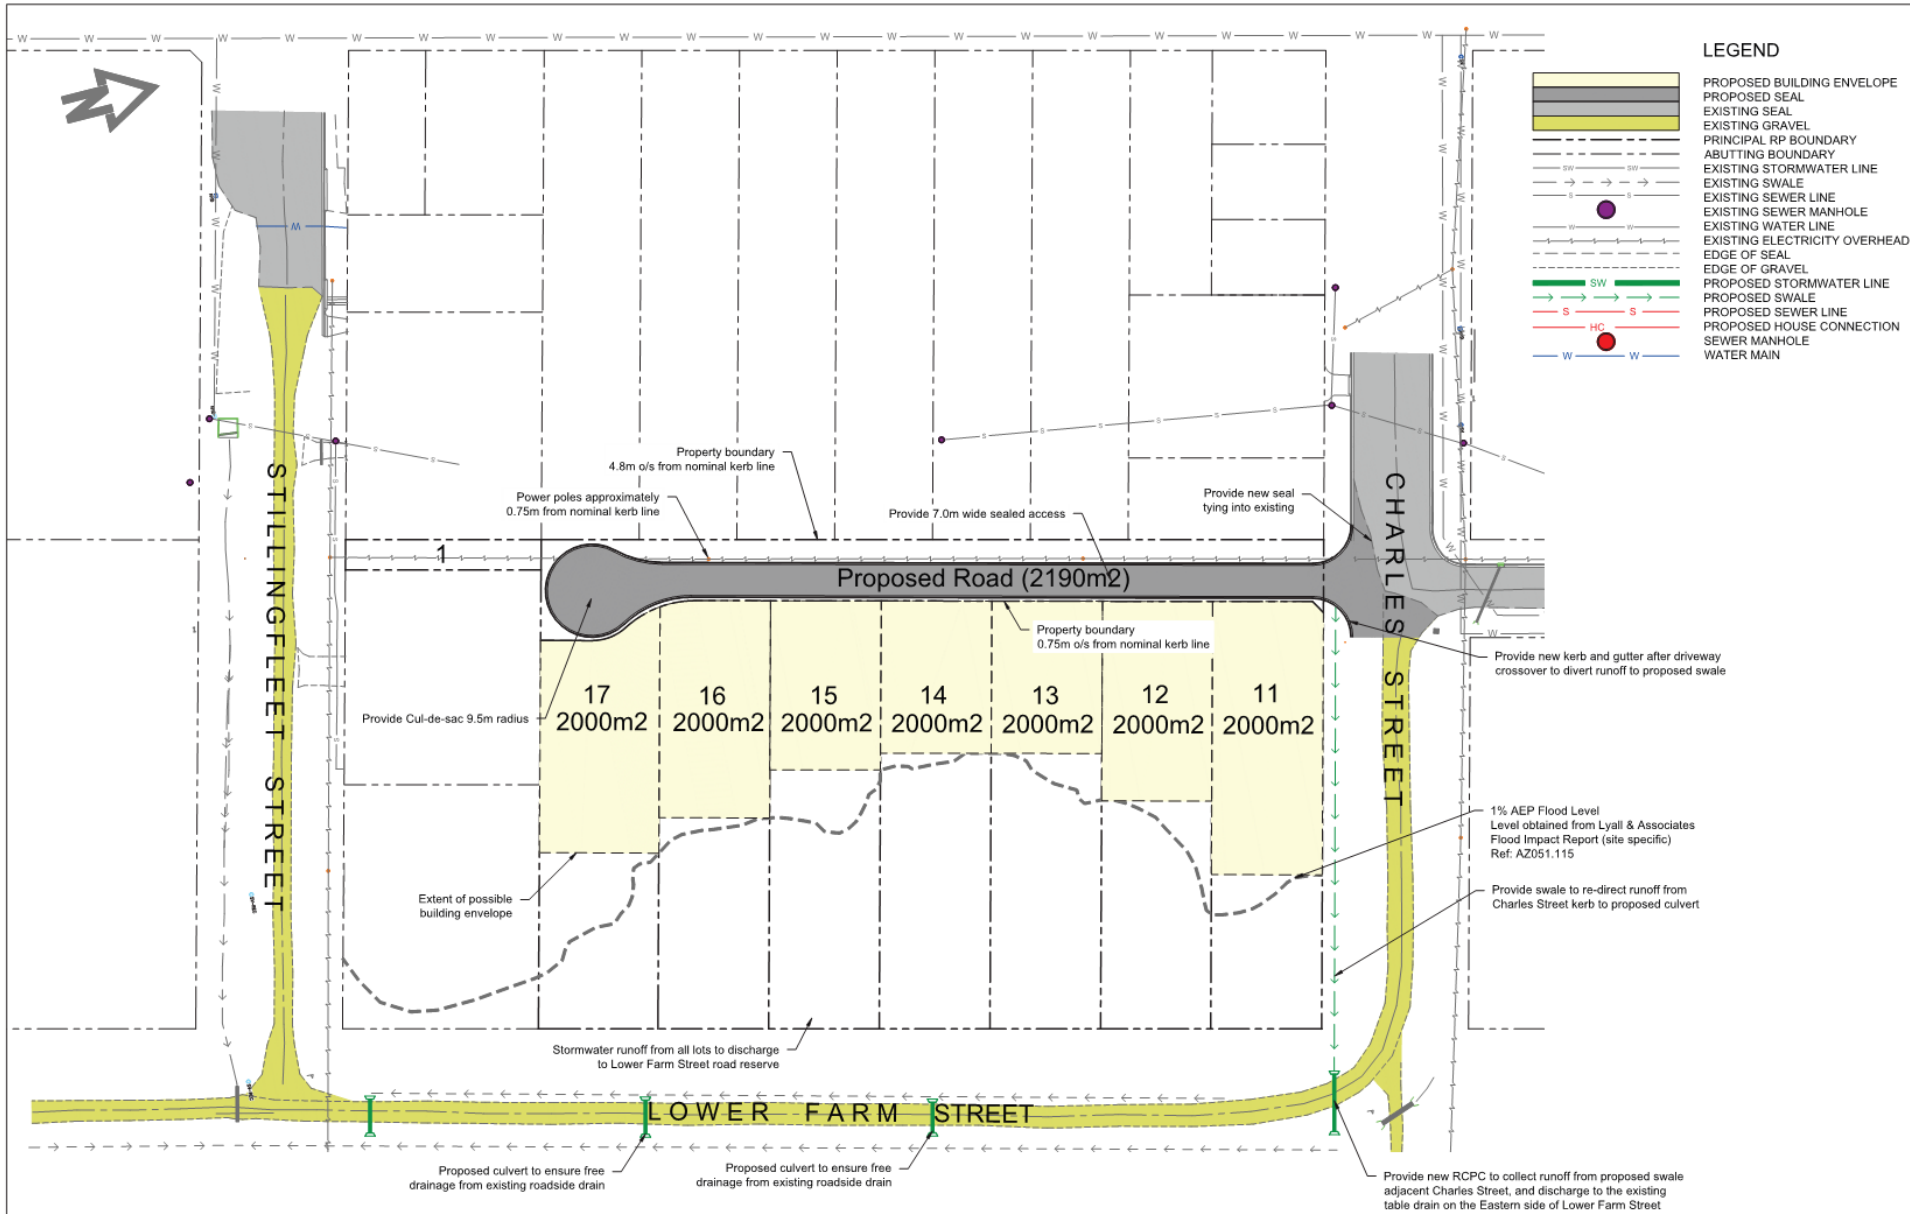 LEGEND
PROPOSED BUILDING ENVELOPE
PROPOSED SEAL
EXISTING SEAL
EXISTING GRAVEL
PRINCIPAL RP BOUNDARY
ABUTTING BOUNDARY
SW SW EXISTING STORMWATER LINE
EXISTING SWALE
S S EXISTING SEWER LINE
EXISTING SEWER MANHOLE
W W EXISTING WATER LINE
EXISTING ELECTRICITY OVERHEAD
EDGE OF SEAL
EDGE OF GRAVEL
SW PROPOSED STORMWATER LINE
PROPOSED SWALE
S S PROPOSED SEWER LINE
HC PROPOSED HOUSE CONNECTION
SEWER MANHOLE
W W WATER MAIN
N
Property boundary
4.8m o/s from nominal kerb line
Power poles approximately
0.75m from nominal kerb line
Provide 7.0m wide sealed access
Provide new seal
tying into existing
STILLINGFLEET STREET
CHARLES STREET
1
Proposed Road (2190m2)
Property boundary
0.75m o/s from nominal kerb line
Provide new kerb and gutter after driveway
crossover to divert runoff to proposed swale
Provide Cul-de-sac 9.5m radius
17
2000m2
16
2000m2
15
2000m2
14
2000m2
13
2000m2
12
2000m2
11
2000m2
1% AEP Flood Level
Level obtained from Lyall & Associates
Flood Impact Report (site specific)
Ref: AZ051.115
Extent of possible
building envelope
Provide swale to re-direct runoff from
Charles Street kerb to proposed culvert
Stormwater runoff from all lots to discharge
to Lower Farm Street road reserve
LOWER FARM STREET
Proposed culvert to ensure free
drainage from existing roadside drain
Proposed culvert to ensure free
drainage from existing roadside drain
Provide new RCPC to collect runoff from proposed swale
adjacent Charles Street, and discharge to the existing
table drain on the Eastern side of Lower Farm Street